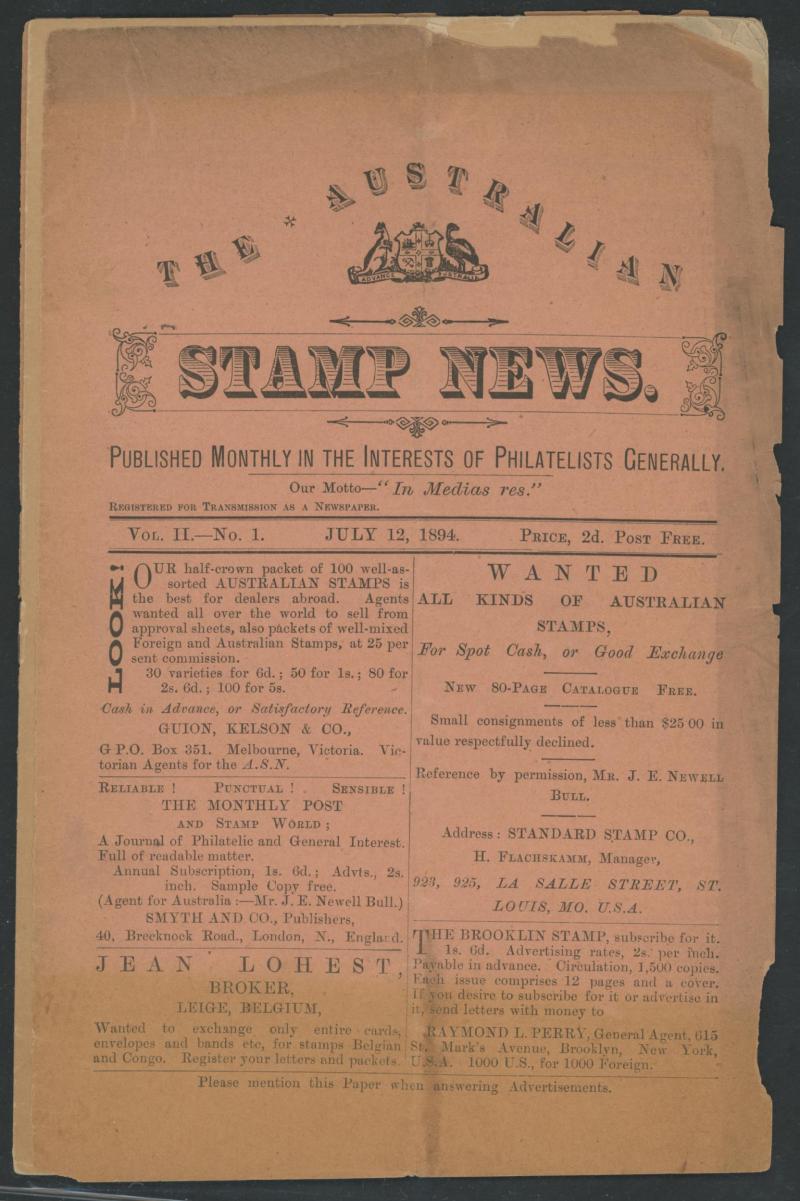 THE AUSTRALIAN
ADVANCE AUSTRALIA
STAMP NEWS.
PUBLISHED MONTHLY IN THE INTERESTS OF PHILATELISTS GENERALLY.
Our Motto—"In Medias res."
REGISTERED FOR TRANSMISSION AS A NEWSPAPER.
VOL. II.—No. 1. JULY 12, 1894. PRICE, 2d. POST FREE.
LOOK!
OUR half-crown packet of 100 well-as-
sorted AUSTRALIAN STAMPS is
the best for dealers abroad. Agents
wanted all over the world to sell from
approval sheets, also packets of well-mixed
Foreign and Australian Stamps, at 25 per
sent commission.
30 varieties for 6d.; 50 for 1s.; 80 for
2s. 6d.; 100 for 5s.
Cash in Advance, or Satisfactory Reference.
GUION, KELSON & CO.,
G P.O. Box 351. Melbourne, Victoria. Vic-
torian Agents for the A.S.N.
RELIABLE! PUNCTUAL! SENSIBLE!
THE MONTHLY POST
AND STAMP WORLD;
A Journal of Philatelic and General Interest.
Full of readable matter.
Annual Subscription, 1s. 6d.; Advts., 2s.
inch. Sample Copy free.
(Agent for Australia:—Mr. J. E. Newell Bull.)
SMYTH AND CO., Publishers,
40, Brecknock Road., London, N., England.
JEAN LOHEST,
BROKER,
LEIGE, BELGIUM,
Wanted to exchange only entire cards,
envelopes and bands etc, for stamps Belgian
and Congo. Register your letters and packets.
WANTED
ALL KINDS OF AUSTRALIAN
STAMPS,
For Spot Cash, or Good Exchange
NEW 80-PAGE CATALOGUE FREE.
Small consignments of less than $25 00 in
value respectfully declined.
Reference by permission, MR. J. E. NEWELL
BULL.
Address: STANDARD STAMP CO.,
H. FLACHSKAMM, Manager,
923, 925, LA SALLE STREET, ST.
LOUIS, MO. U.S.A.
THE BROOKLIN STAMP, subscribe for it.
1s. 6d. Advertising rates, 2s. per inch.
Payable in advance. Circulation, 1,500 copies.
Each issue comprises 12 pages and a cover.
If you desire to subscribe for it or advertise in
it, send letters with money to
RAYMOND L. PERRY, General Agent, 615
St. Mark's Avenue, Brooklyn, New York,
U.S.A. 1000 U.S., for 1000 Foreign.
Please mention this Paper when answering Advertisements.